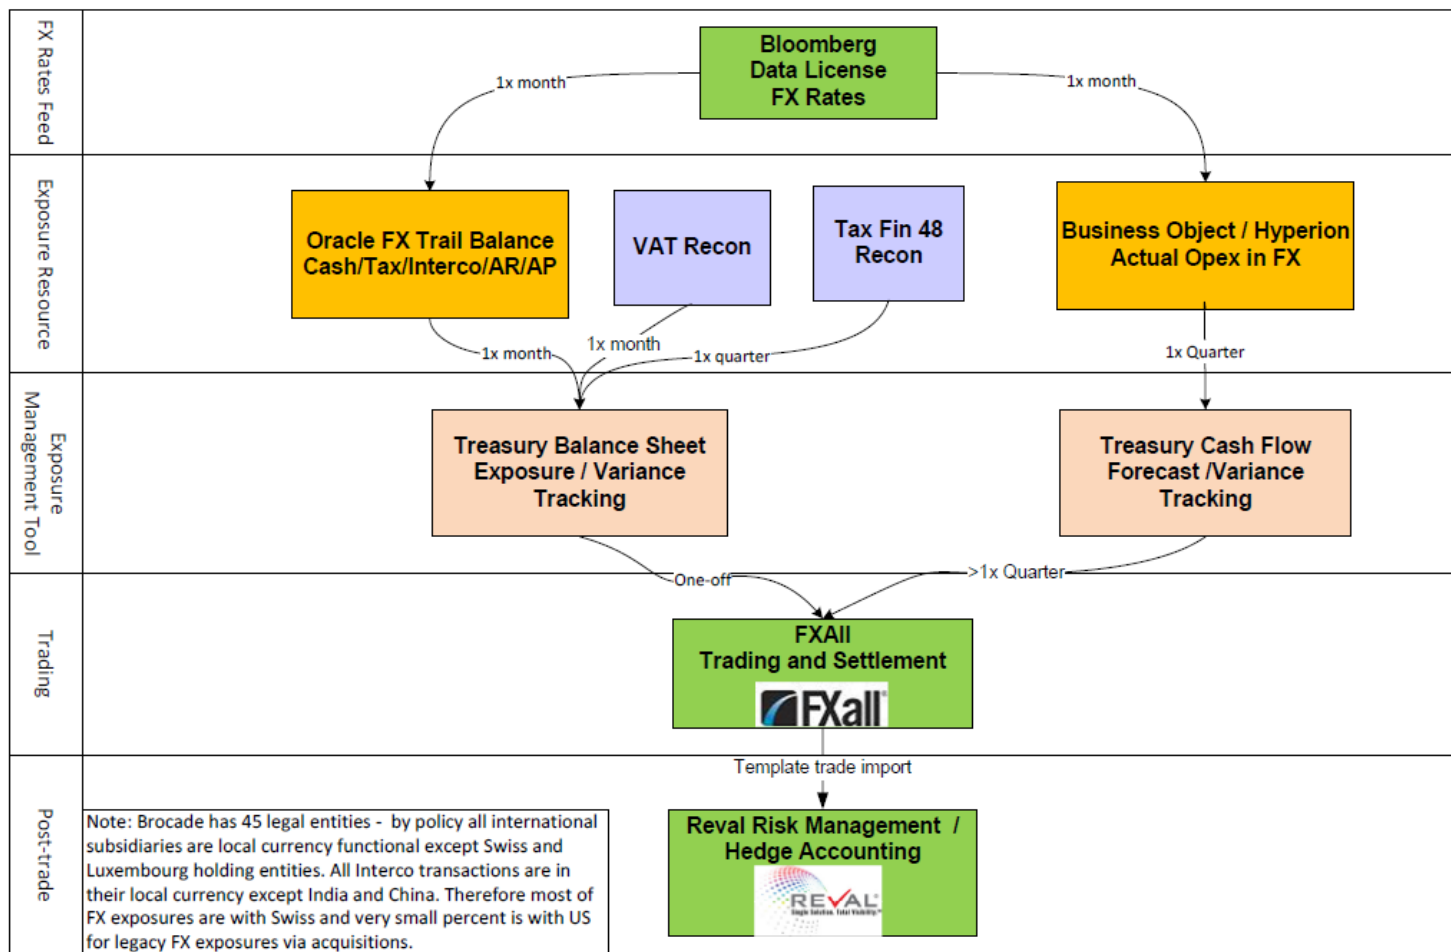 FX Rates Feed
Bloomberg
Data License
FX Rates
1x month
1x month
Exposure Resource
Oracle FX Trail Balance
Cash/Tax/Interco/AR/AP
VAT Recon
Tax Fin 48
Recon
Business Object / Hyperion
Actual Opex in FX
1x month
1x month
1x quarter
1x Quarter
Exposure
Management Tool
Treasury Balance Sheet
Exposure / Variance
Tracking
Treasury Cash Flow
Forecast /Variance
Tracking
One-off
>1x Quarter
Trading
FXAll
Trading and Settlement
FXall
Template trade import
Post-trade
Note: Brocade has 45 legal entities - by policy all international
subsidiaries are local currency functional except Swiss and
Luxembourg holding entities. All Interco transactions are in
their local currency except India and China. Therefore most of
FX exposures are with Swiss and very small percent is with US
for legacy FX exposures via acquisitions.
Reval Risk Management /
Hedge Accounting
REVAL
Single Solution. Total Visibility.